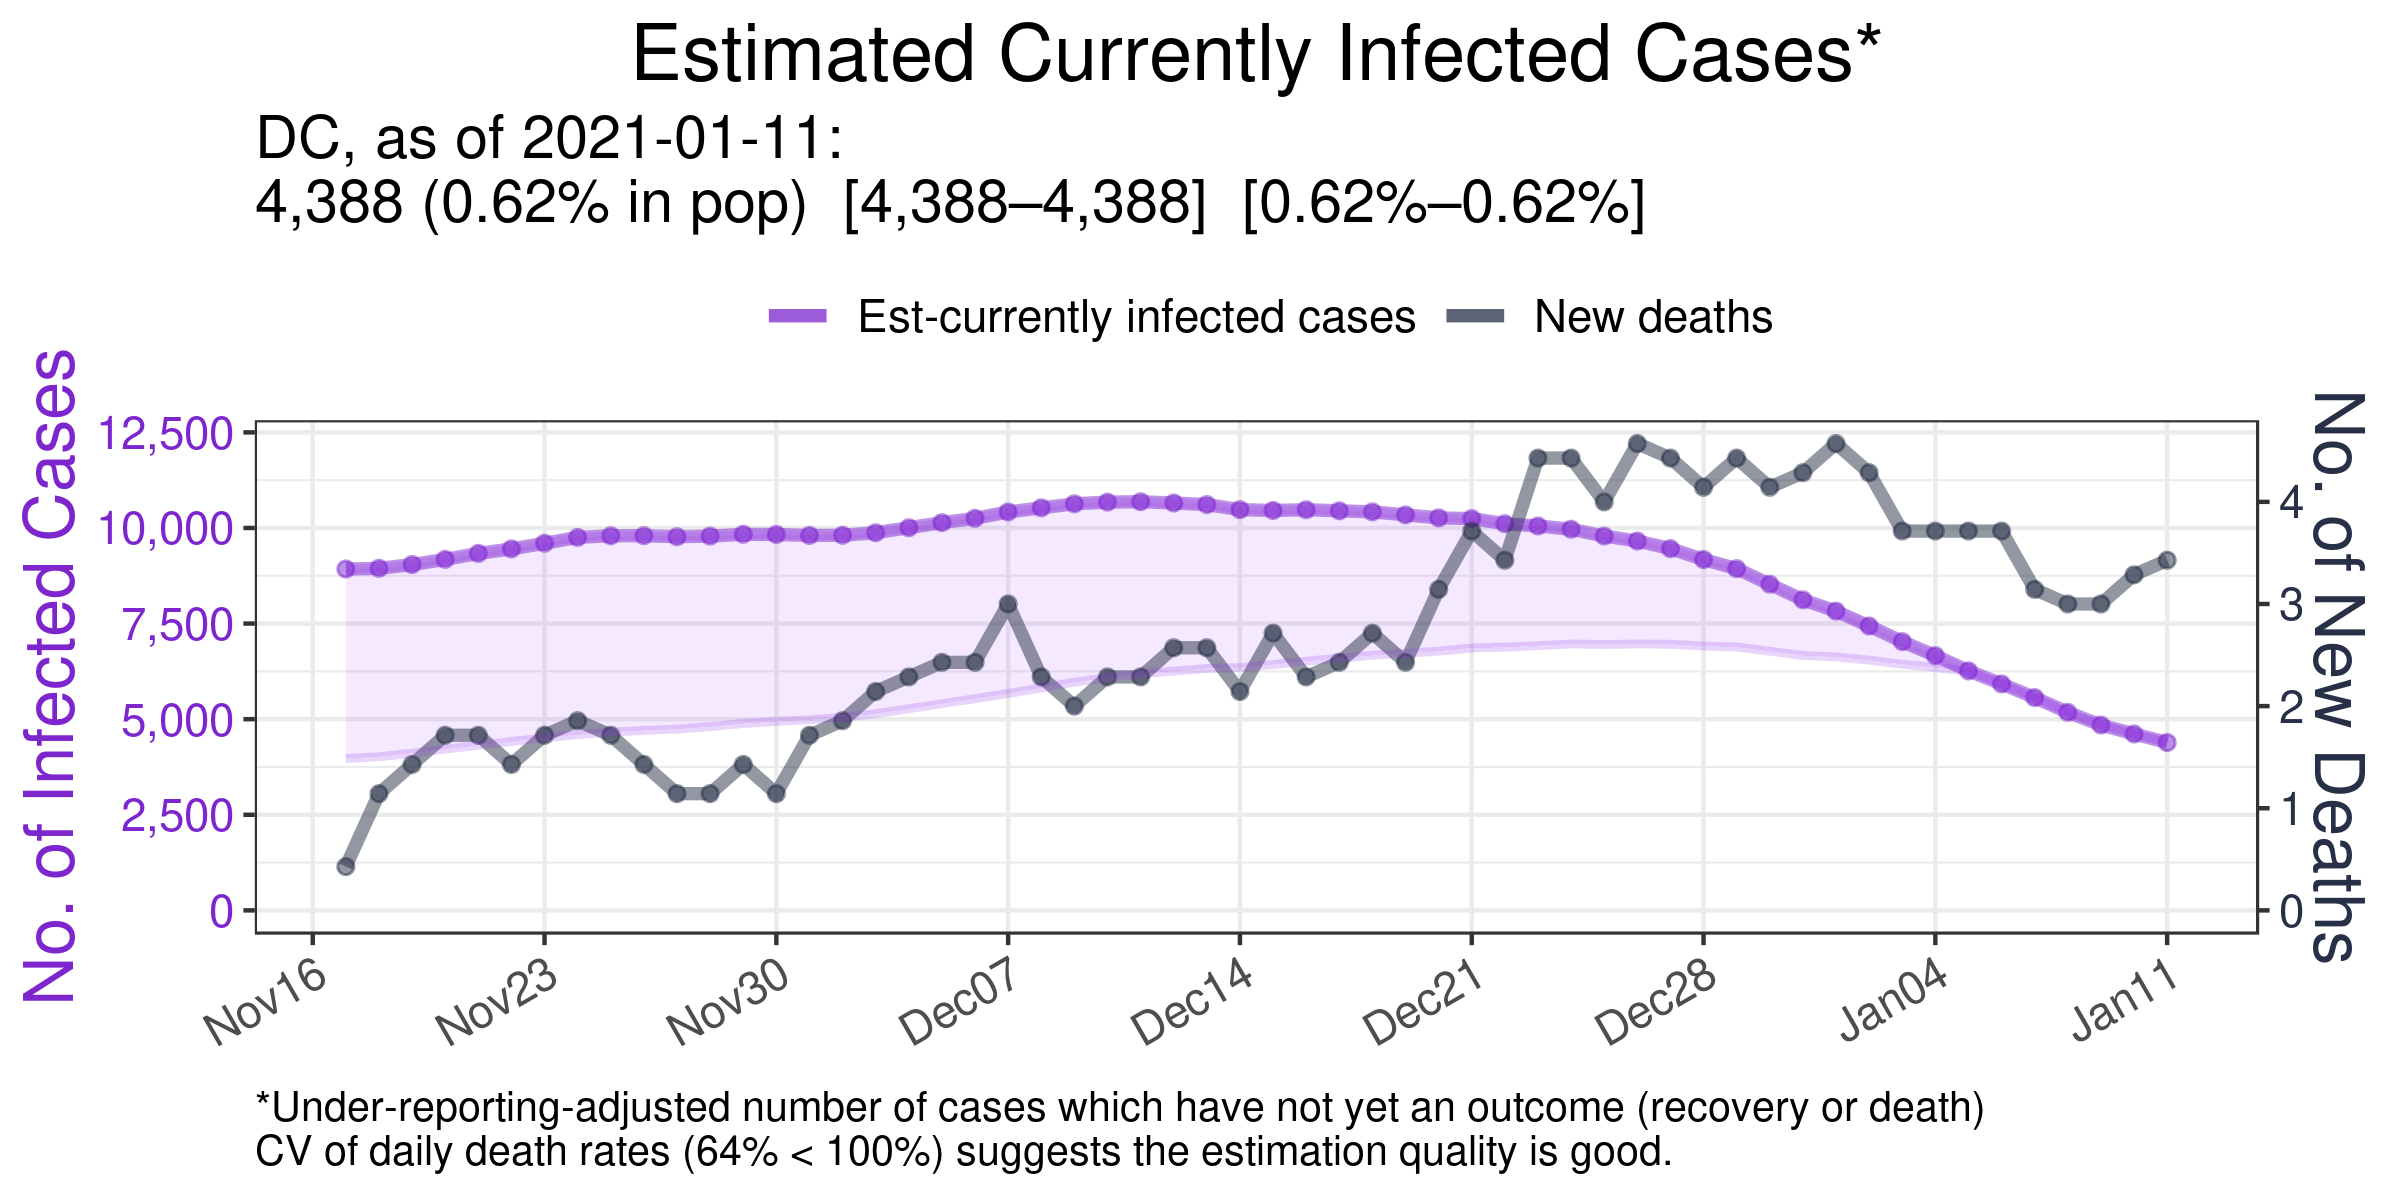 Estimated Currently Infected Cases*
DC, as of 2021-01-11:
4,388 (0.62% in pop)  [4,388–4,388]  [0.62%–0.62%]
Est-currently infected cases
New deaths
No. of Infected Cases
12,500
10,000
7,500
5,000
2,500
0
No. of New Deaths
4
3
2
1
0
Nov16
Nov23
Nov30
Dec07
Dec14
Dec21
Dec28
Jan04
Jan11
*Under-reporting-adjusted number of cases which have not yet an outcome (recovery or death)
CV of daily death rates (64% < 100%) suggests the estimation quality is good.